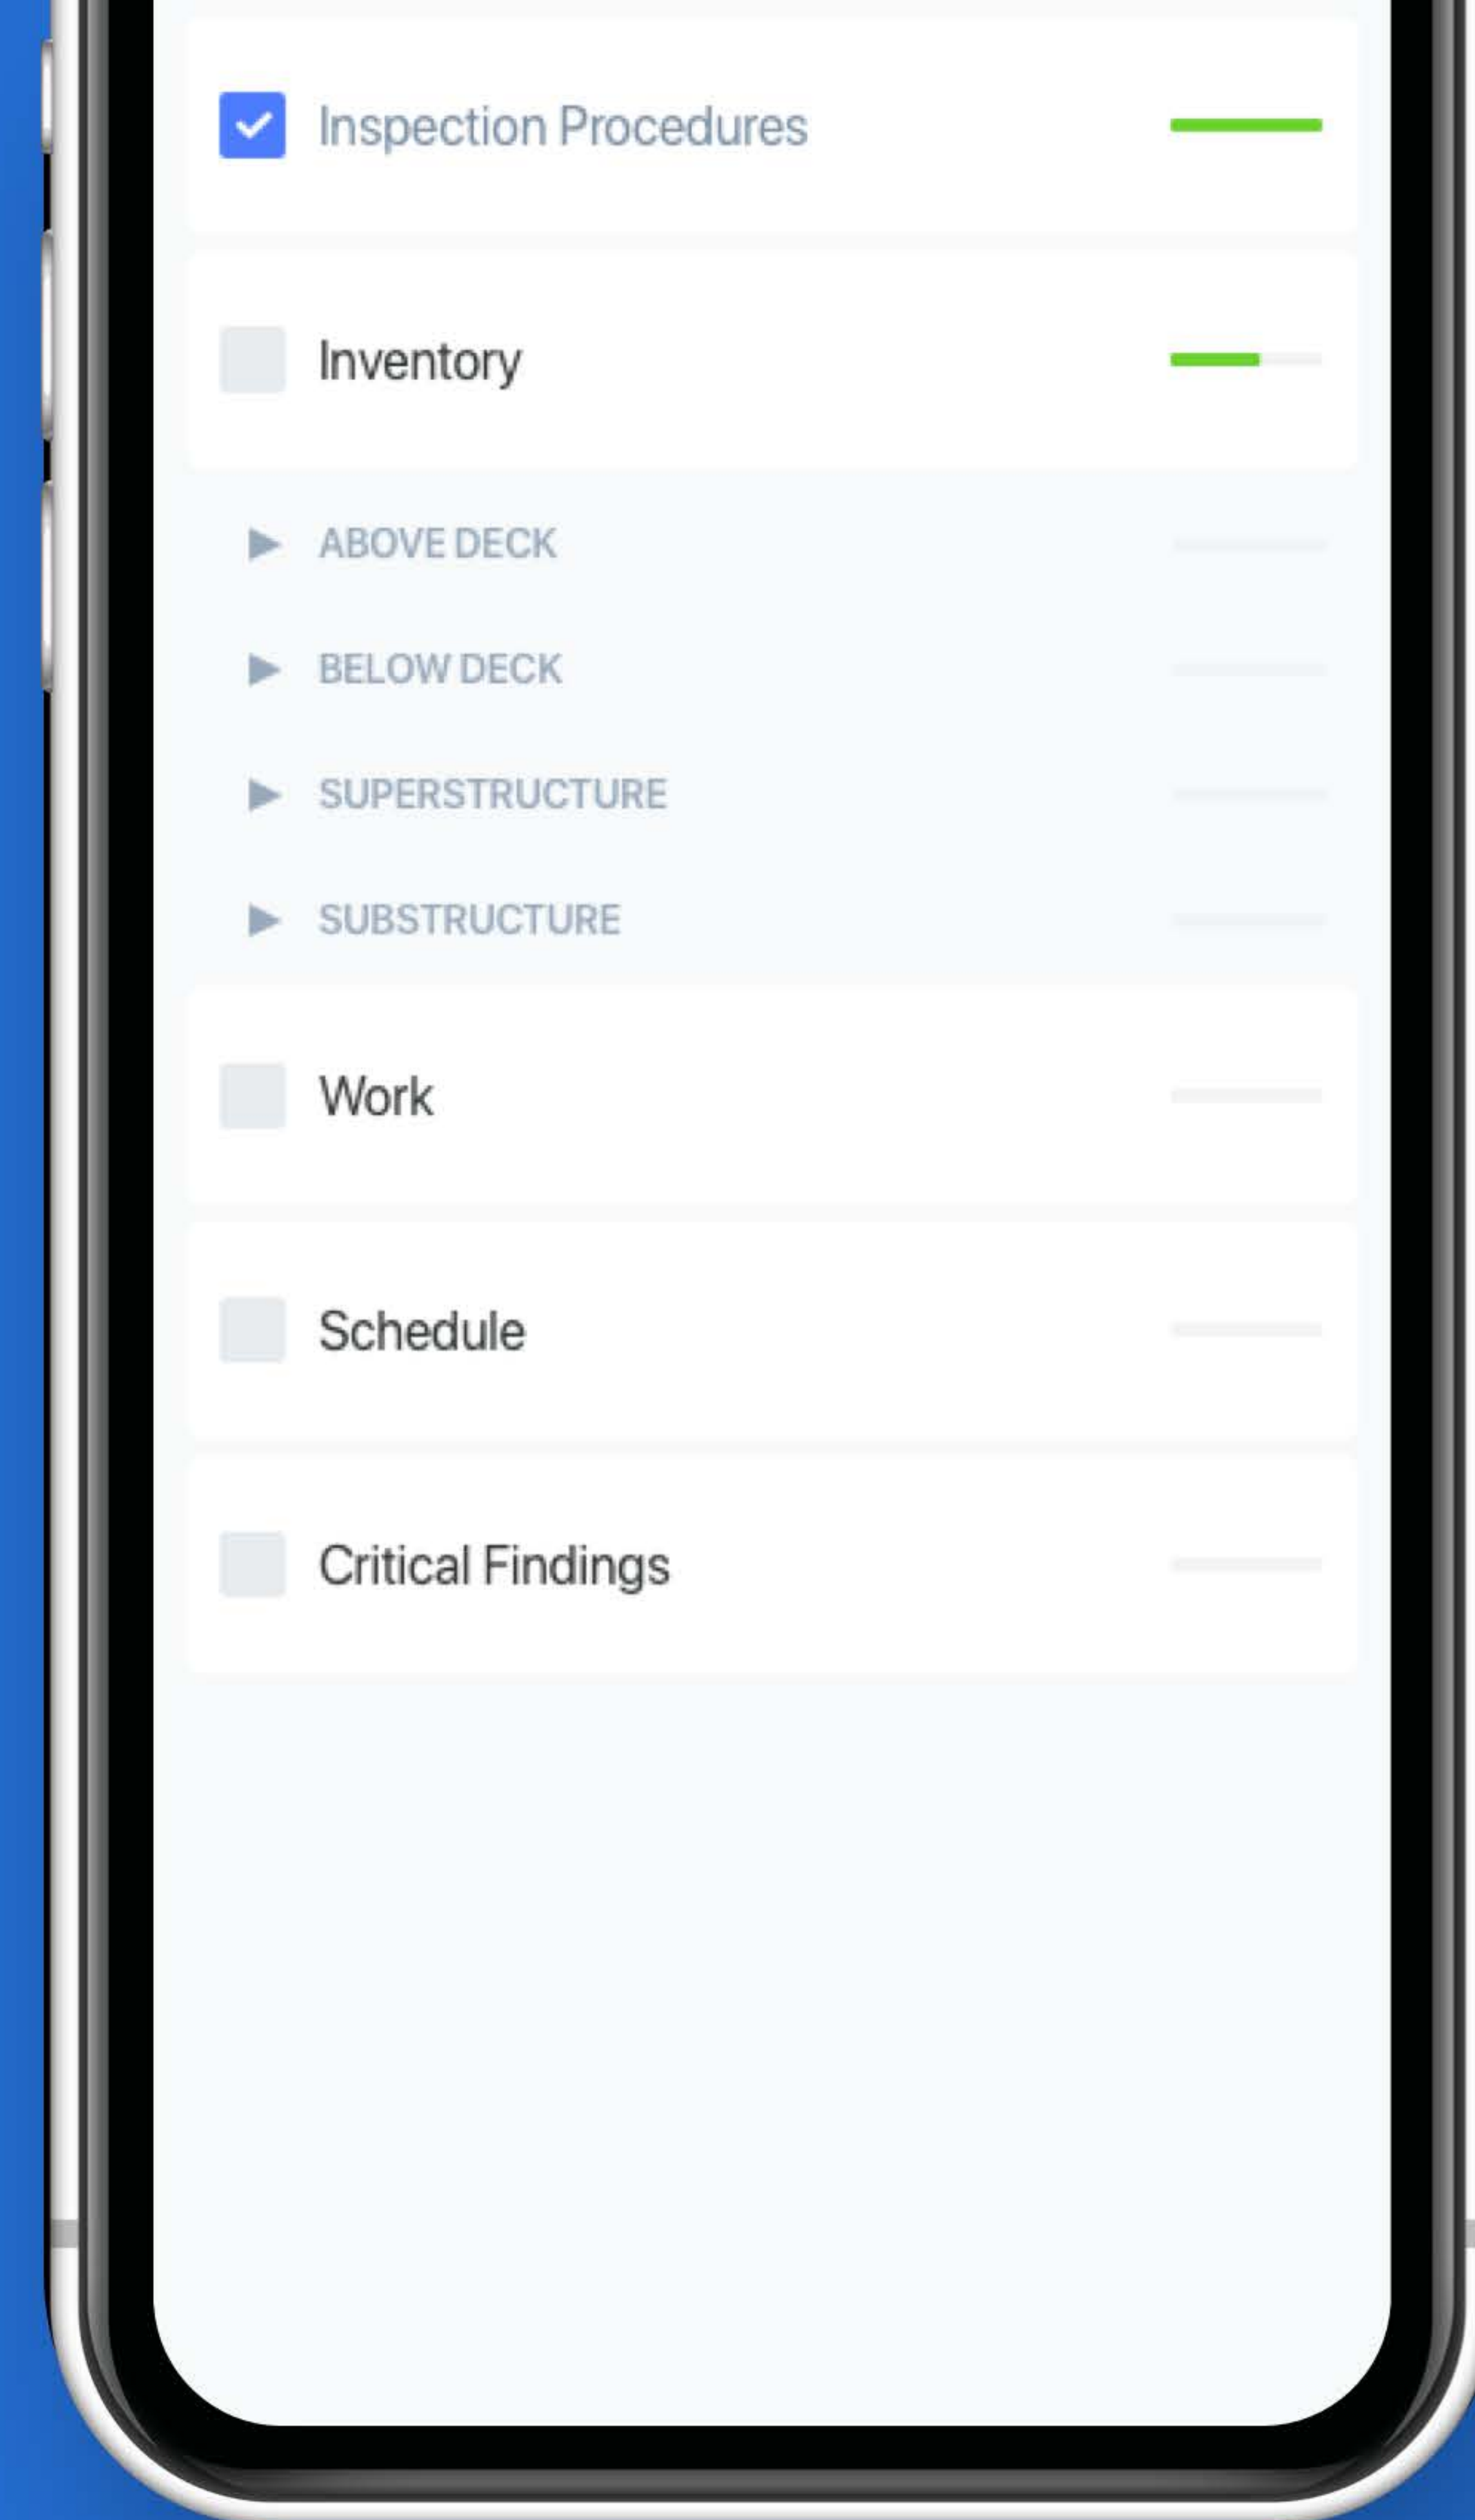 Inspection Procedures
Inventory
ABOVE DECK
BELOW DECK
SUPERSTRUCTURE
SUBSTRUCTURE
Work
Schedule
Critical Findings